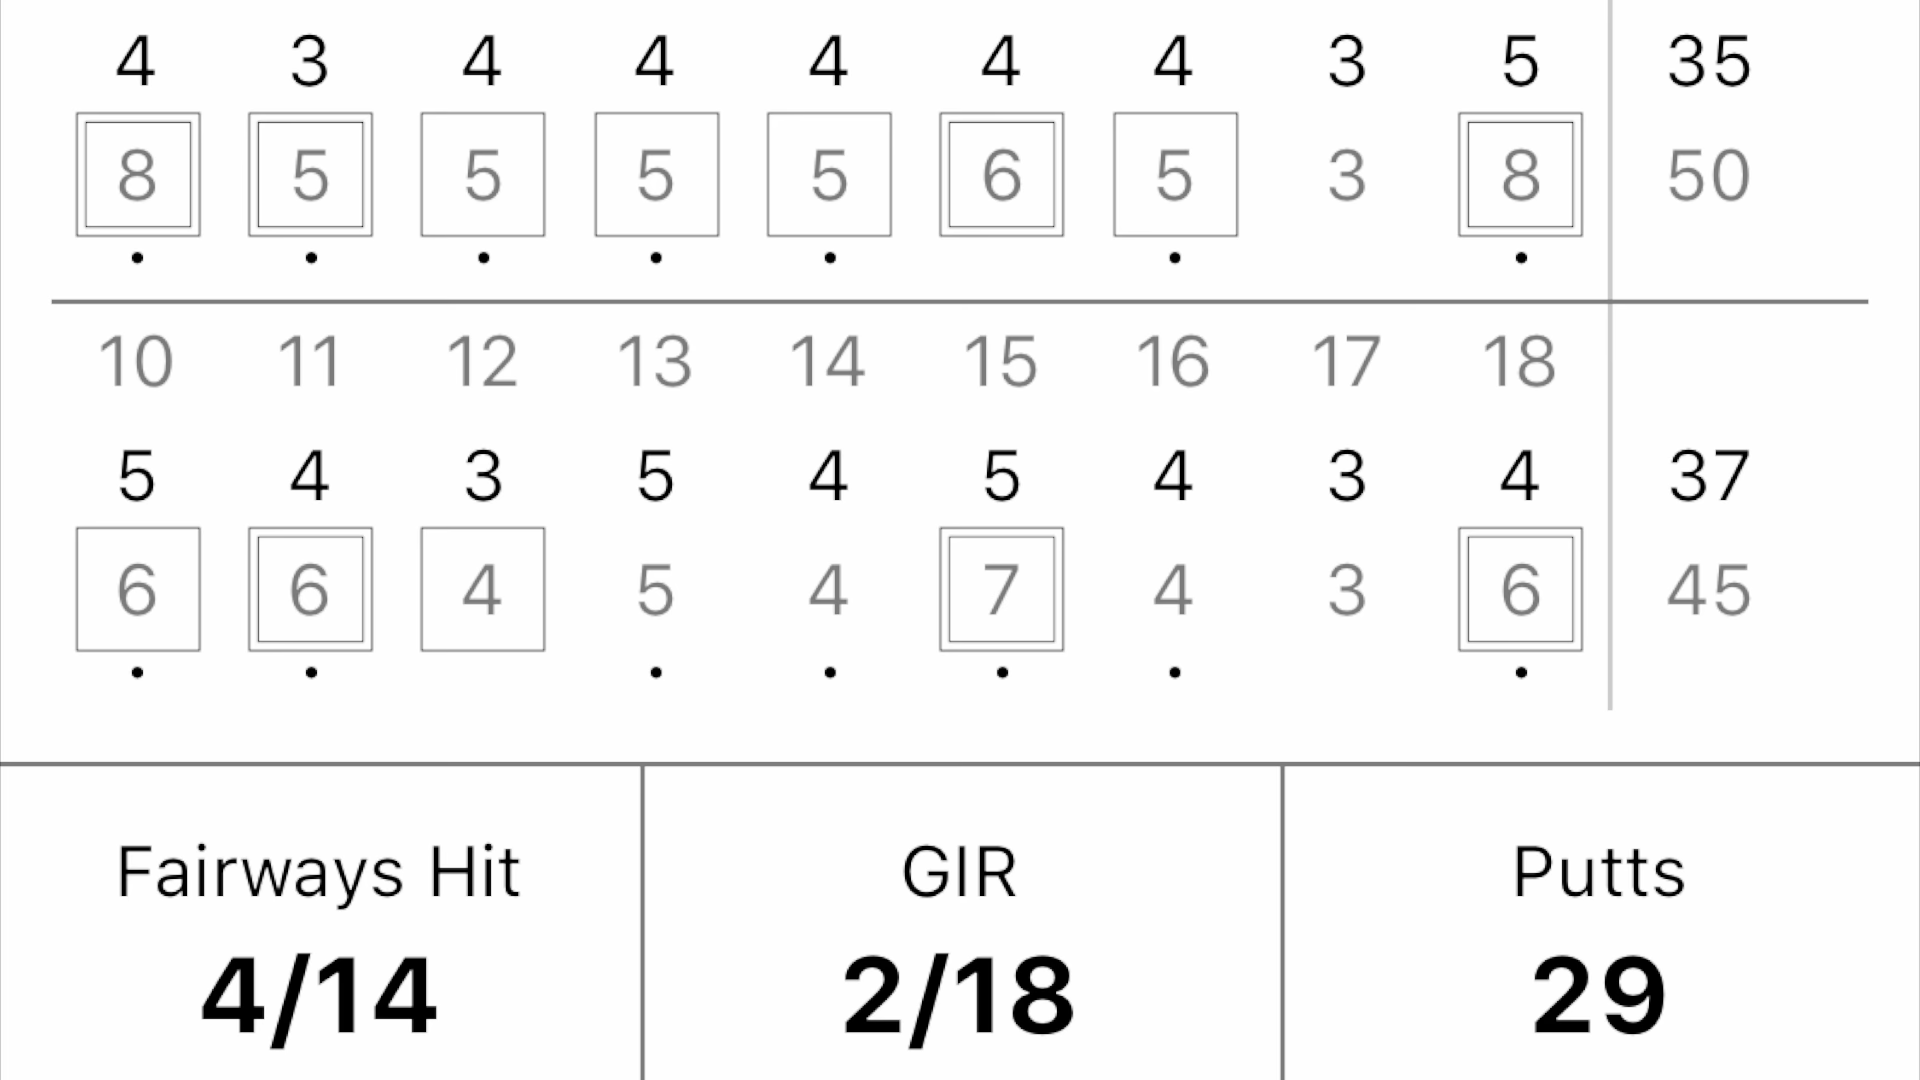 4 3 4 4 4 4 4 3 5 35
8 5 5 5 5 6 5 3 8 50
10 11 12 13 14 15 16 17 18
5 4 3 5 4 5 4 3 4 37
6 6 4 5 4 7 4 3 6 45
Fairways Hit GIR Putts
4/14 2/18 29